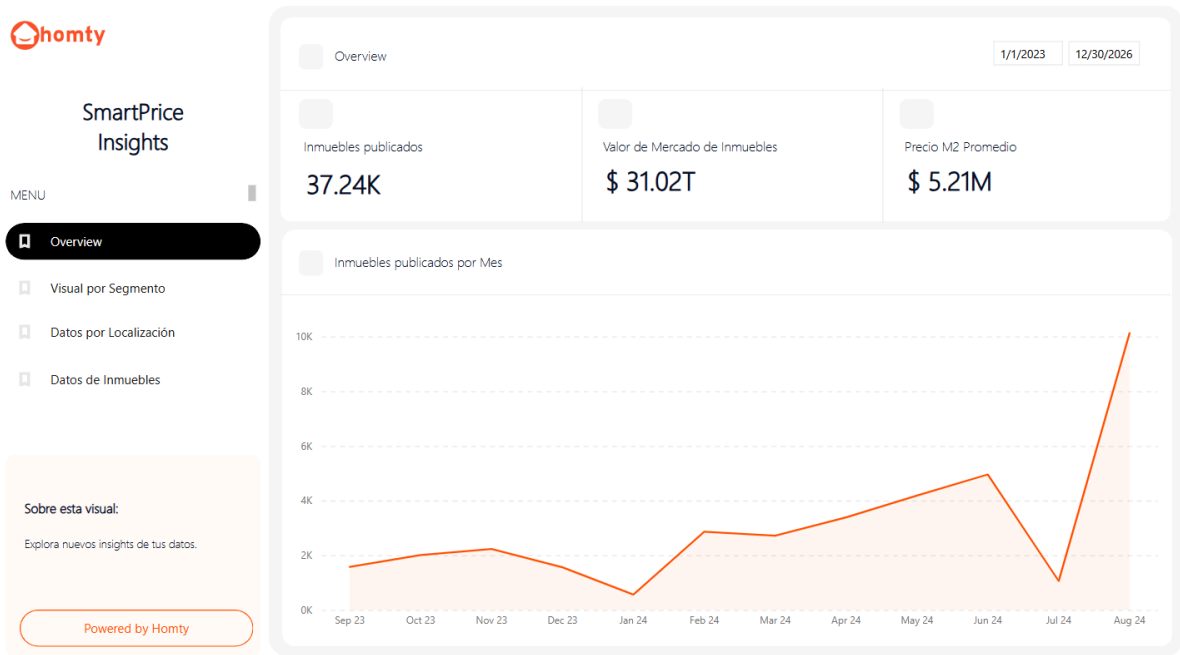 homty
SmartPrice
Insights
MENU
Overview
Visual por Segmento
Datos por Localización
Datos de Inmuebles
Sobre esta visual:
Explora nuevos insights de tus datos.
Powered by Homty
Overview
1/1/2023
12/30/2026
Inmuebles publicados
37.24K
Valor de Mercado de Inmuebles
$ 31.02T
Precio M2 Promedio
$ 5.21M
Inmuebles publicados por Mes
10K
8K
6K
4K
2K
0K
Sep 23
Oct 23
Nov 23
Dec 23
Jan 24
Feb 24
Mar 24
Apr 24
May 24
Jun 24
Jul 24
Aug 24